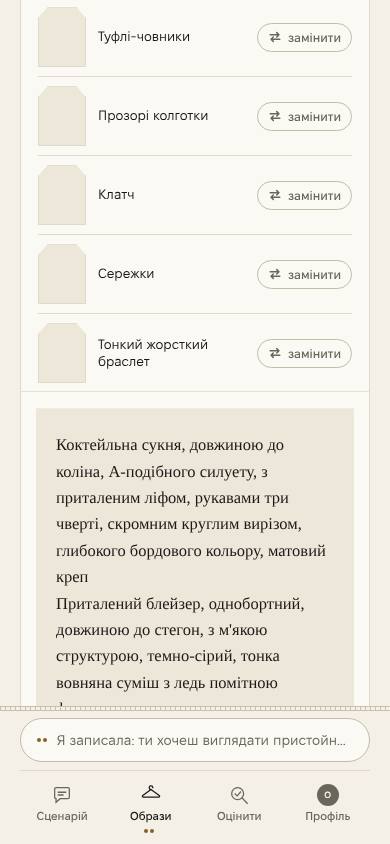 Туфлі-човники
замінити
Прозорі колготки
замінити
Клатч
замінити
Сережки
замінити
Тонкий жорсткий
браслет
замінити
Коктейльна сукня, довжиною до
коліна, А-подібного силуету, з
приталеним ліфом, рукавами три
чверті, скромним круглим вирізом,
глибокого бордового кольору, матовий
креп
Приталений блейзер, однобортний,
довжиною до стегон, з м'якою
структурою, темно-сірий, тонка
вовняна суміш з ледь помітною
Я записала: ти хочеш виглядати пристойн...
Сценарій
Образи
Оцінити
О
Профіль